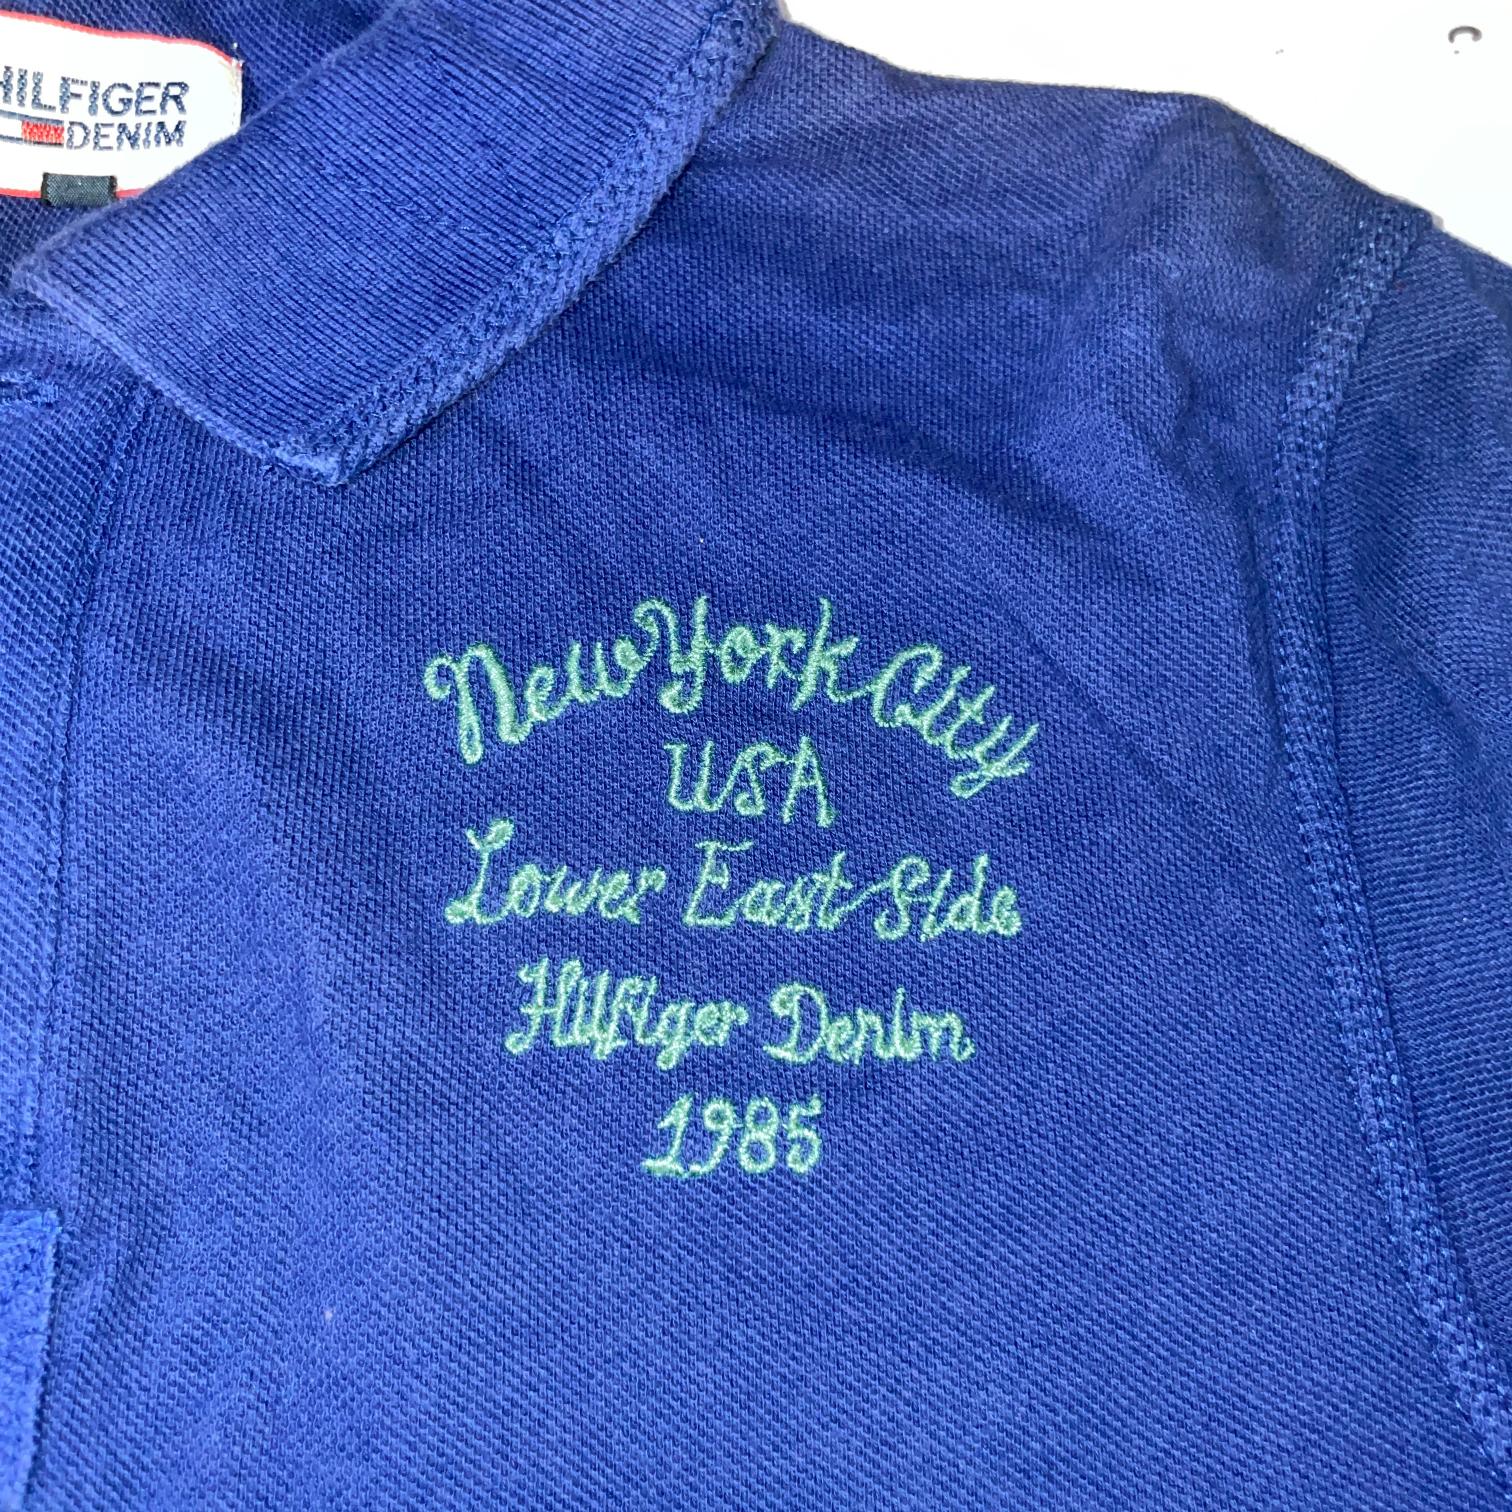 HILFIGER
DENIM
New York City
USA
Lower East Side
Hilfiger Denim
1985